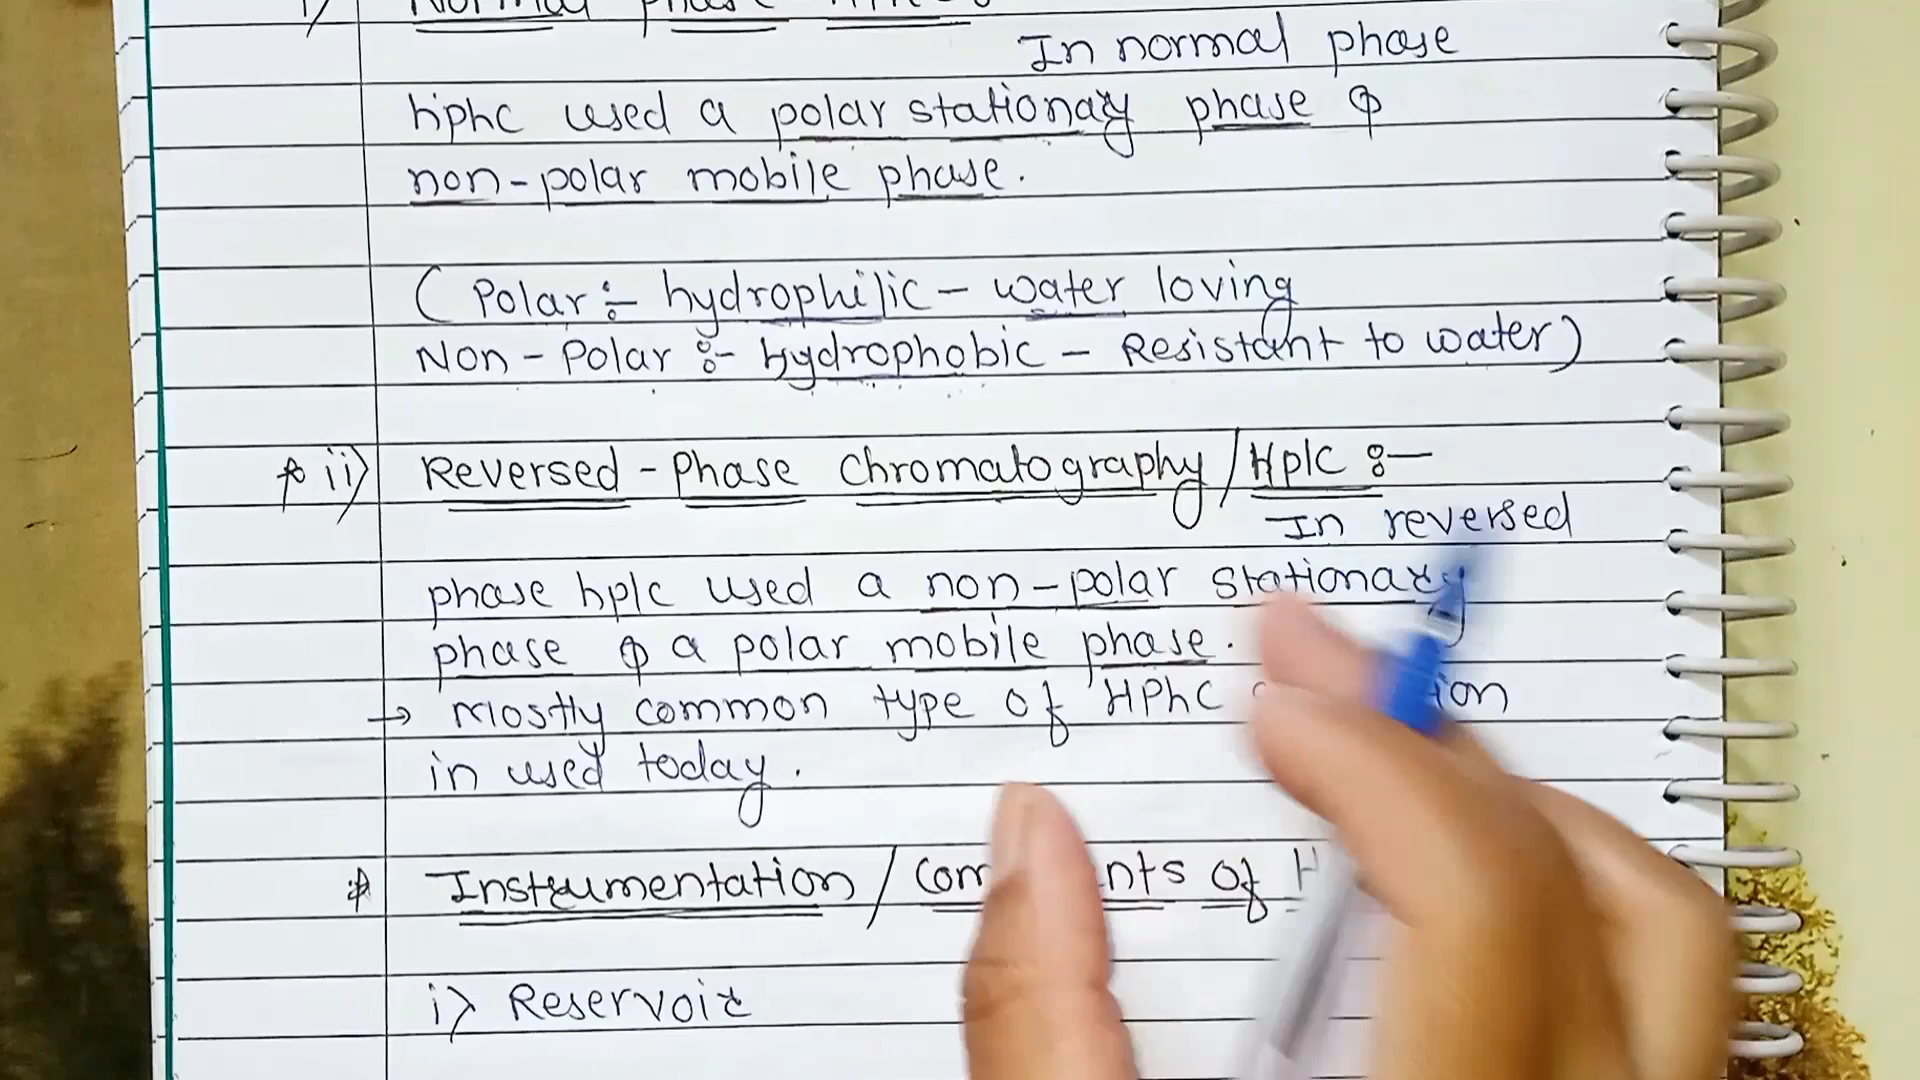 i) Normal phase
In normal phase
hphc used a polar stationary phase &
non-polar mobile phase.
( Polar :- hydrophilic - water loving
Non - Polar :- hydrophobic - Resistant to water)
* ii) Reversed - Phase Chromatography / Hplc :-
In reversed
phase hplc used a non-polar stationary
phase & a polar mobile phase.
→ Mostly common type of HPhC
in used today.
* Instrumentation / of
i) Reservoir